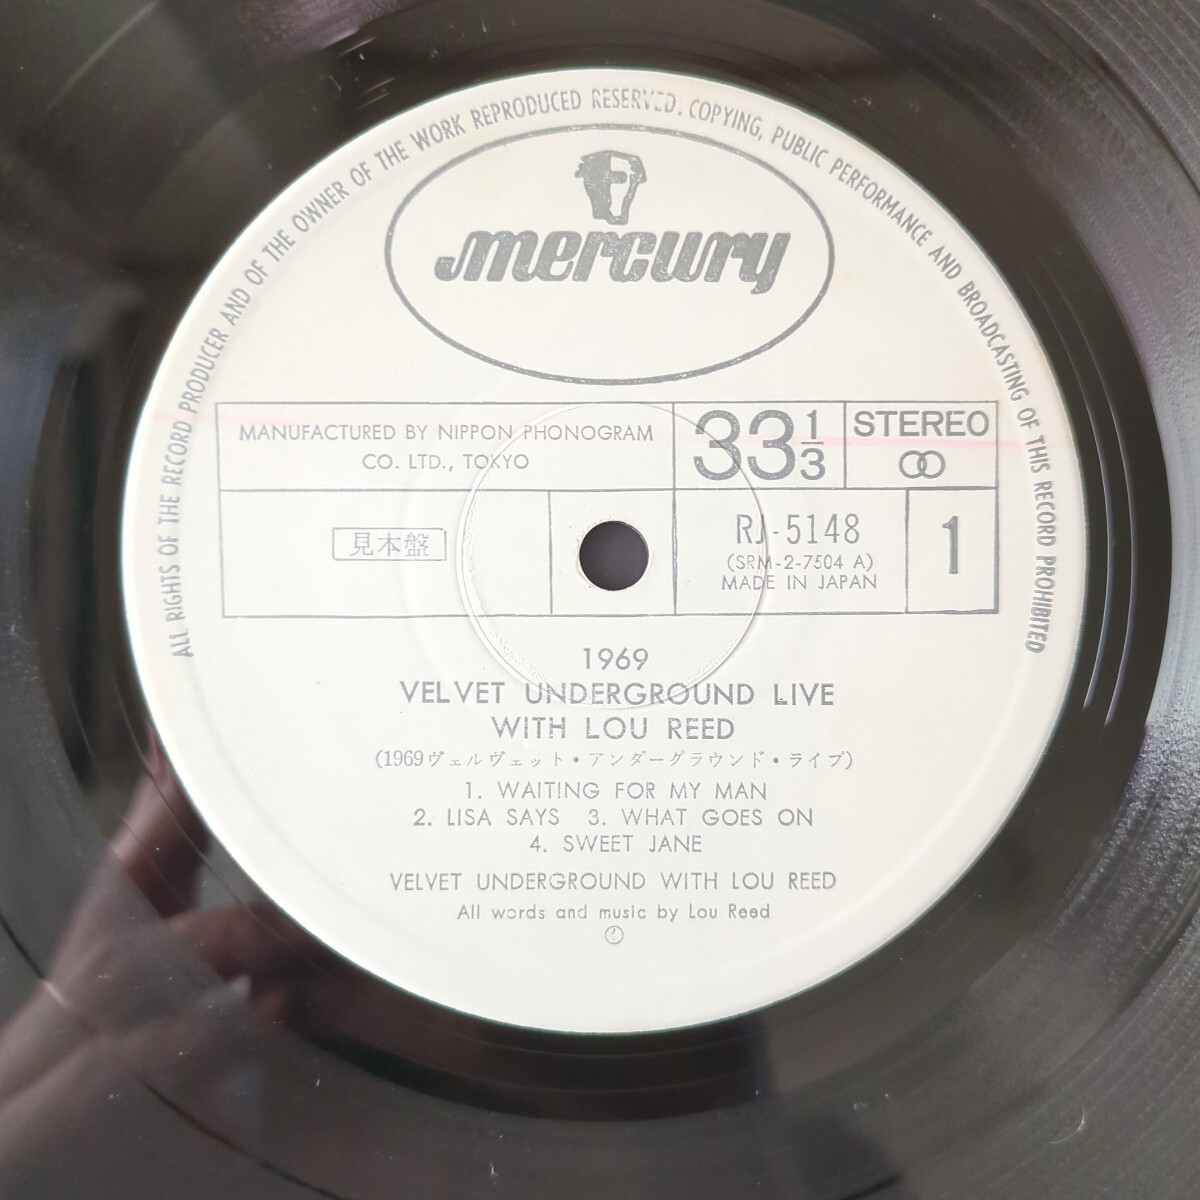 ALL RIGHTS OF THE RECORD PRODUCER AND OF THE OWNER OF THE WORK REPRODUCED RESERVED. COPYING, PUBLIC PERFORMANCE AND BROADCASTING OF THIS RECORD PROHIBITED
mercury
MANUFACTURED BY NIPPON PHONOGRAM
CO. LTD., TOKYO
33 1/3
STEREO
見本盤
RJ-5148
(SRM-2-7504 A)
MADE IN JAPAN
1
1969
VELVET UNDERGROUND LIVE
WITH LOU REED
(1969ヴェルヴェット・アンダーグラウンド・ライブ)
1. WAITING FOR MY MAN
2. LISA SAYS 3. WHAT GOES ON
4. SWEET JANE
VELVET UNDERGROUND WITH LOU REED
All words and music by Lou Reed